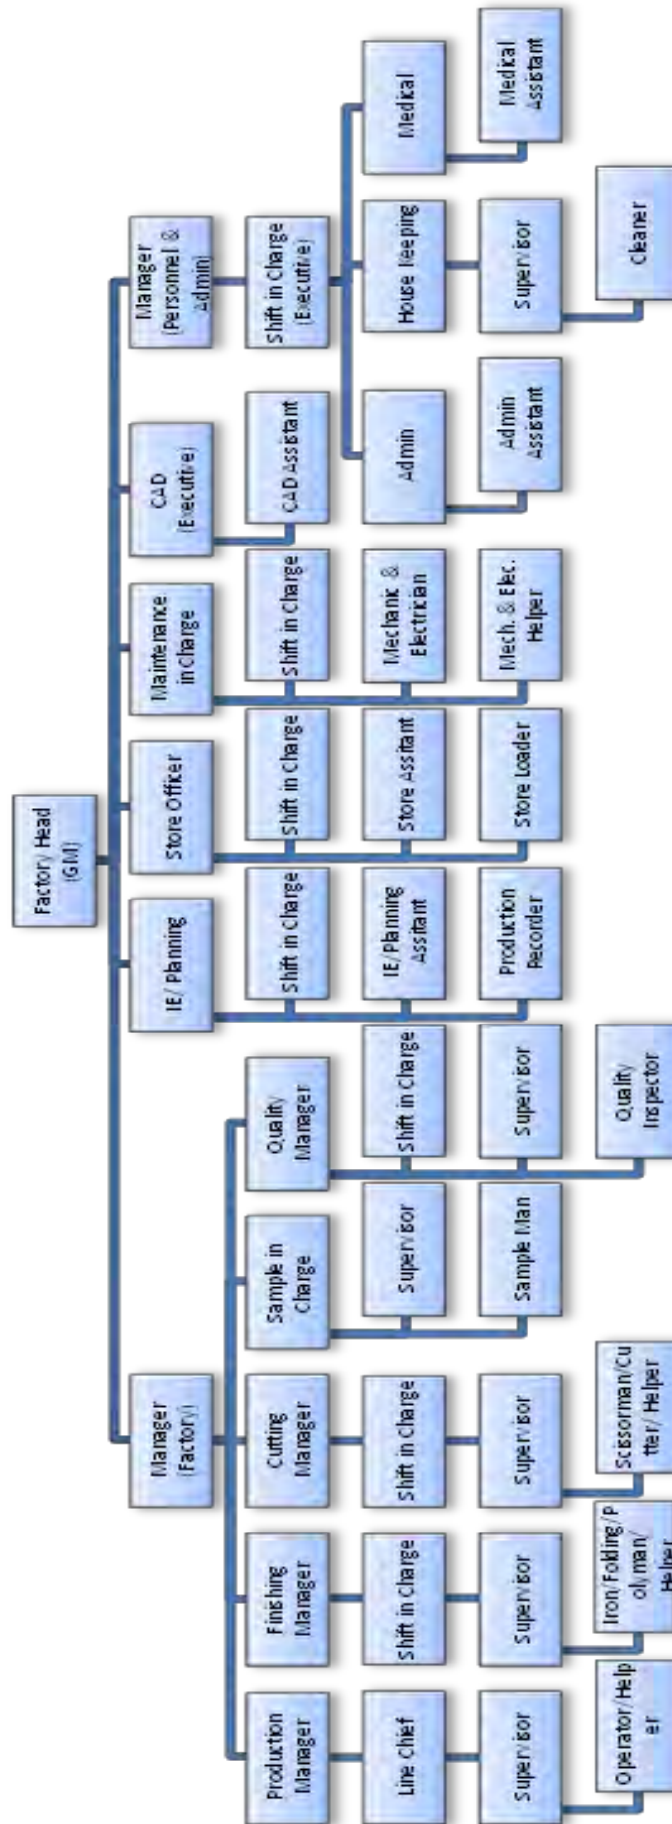 Factory Head
(GM)
Manager
(Factory)
IE/ Planning
Store Officer
Maintenance
in Charge
CAD
(Executive)
Manager
(Personnel &
Admin)
Production
Manager
Finishing
Manager
Cutting
Manager
Sample in
Charge
Quality
Manager
Shift in Charge
Shift in Charge
Shift in Charge
CAD Assistant
Shift in Charge
(Executive)
Line Chief
Shift in Charge
Shift in Charge
Supervisor
Shift in Charge
IE/Planning
Assitant
Store Assitant
Mechanic &
Electrician
Admin
House Keeping
Medical
Supervisor
Supervisor
Supervisor
Sample Man
Supervisor
Production
Recorder
Store Loader
Mech. & Elec.
Helper
Admin
Assistant
Supervisor
Medical
Assistant
Operator/Help
er
Iron/Folding/P
olyman/
Helper
Scissorman/Cu
tter/ Helper
Quality
Inspector
Cleaner